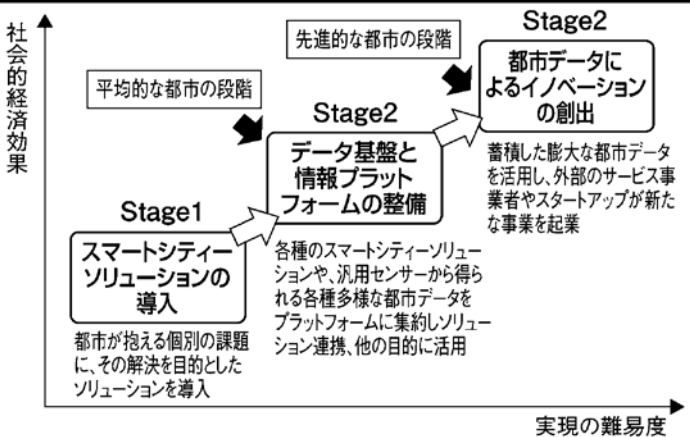 社会的経済効果
Stage2
先進的な都市の段階
都市データに
よるイノベーション
の創出
蓄積した膨大な都市データ
を活用し、外部のサービス事
業者やスタートアップが新た
な事業を起業
平均的な都市の段階
Stage2
データ基盤と
情報プラット
フォームの整備
各種のスマートシティーソリュー
ションや、汎用センサーから得ら
れる各種多様な都市データを
プラットフォームに集約しソリュー
ション連携、他の目的に活用
Stage1
スマートシティー
ソリューションの
導入
都市が抱える個別の課題
に、その解決を目的とした
ソリューションを導入
実現の難易度